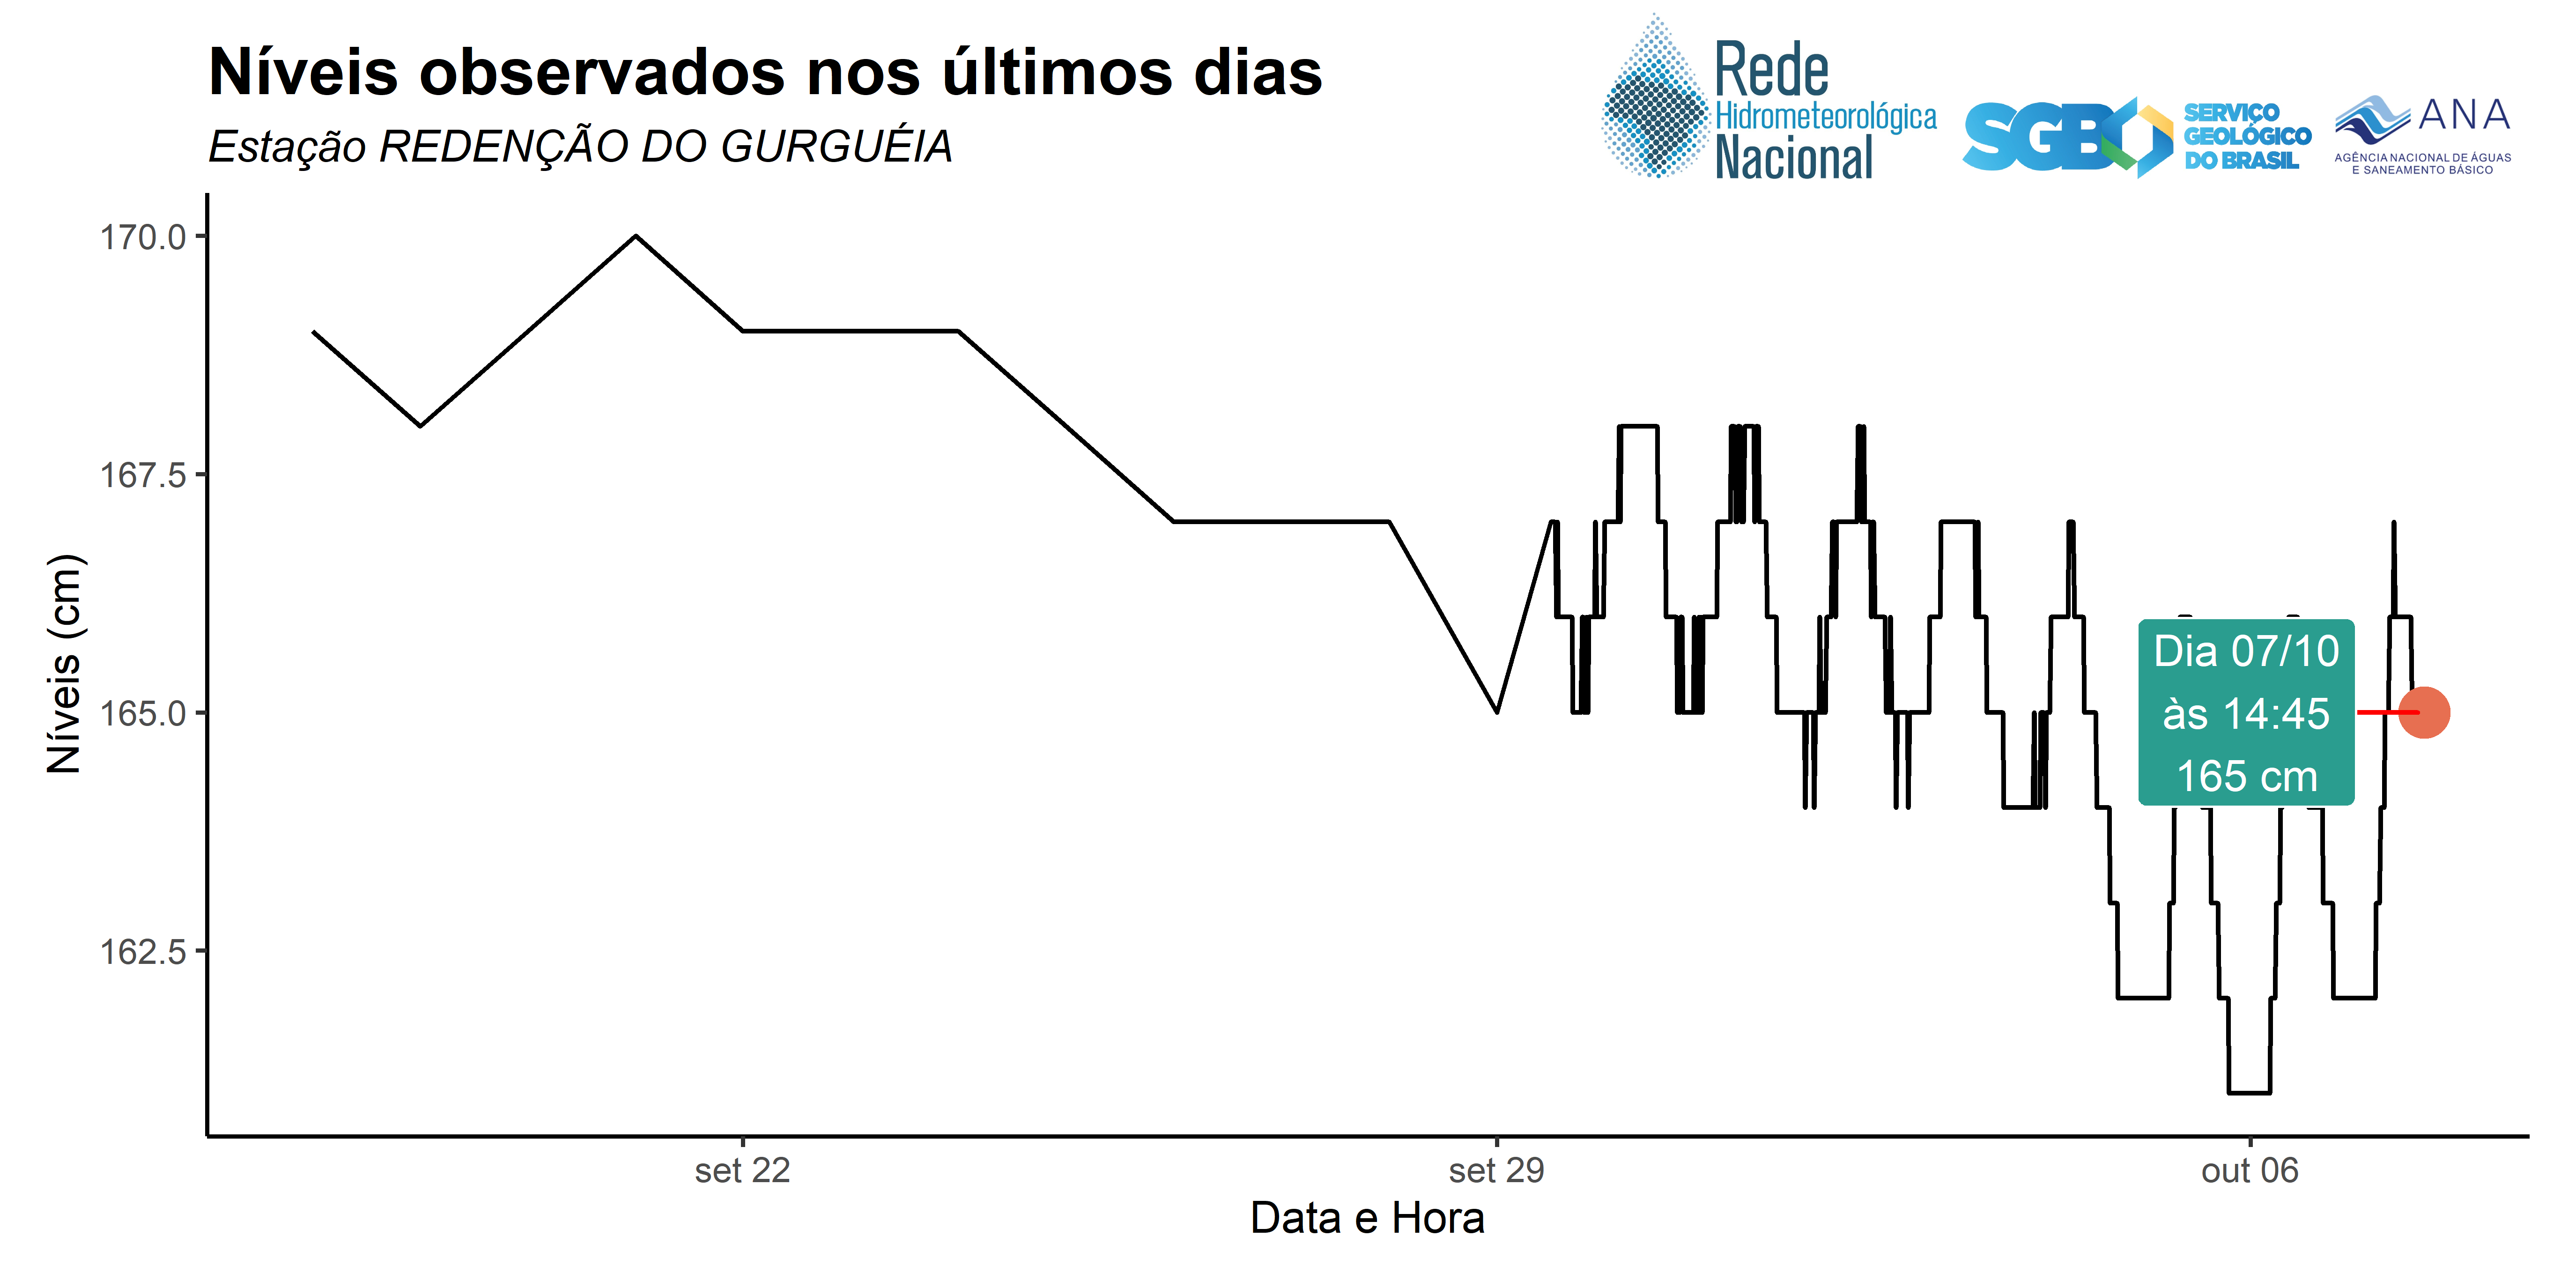 Níveis observados nos últimos dias
Estação REDENÇÃO DO GURGUÉIA
Rede
Hidrometeorológica
Nacional
SGB
SERVIÇO
GEOLÓGICO
DO BRASIL
ANA
AGÊNCIA NACIONAL DE ÁGUAS
E SANEAMENTO BÁSICO
170.0
167.5
165.0
162.5
Níveis (cm)
Dia 07/10
às 14:45
165 cm
set 22
set 29
out 06
Data e Hora